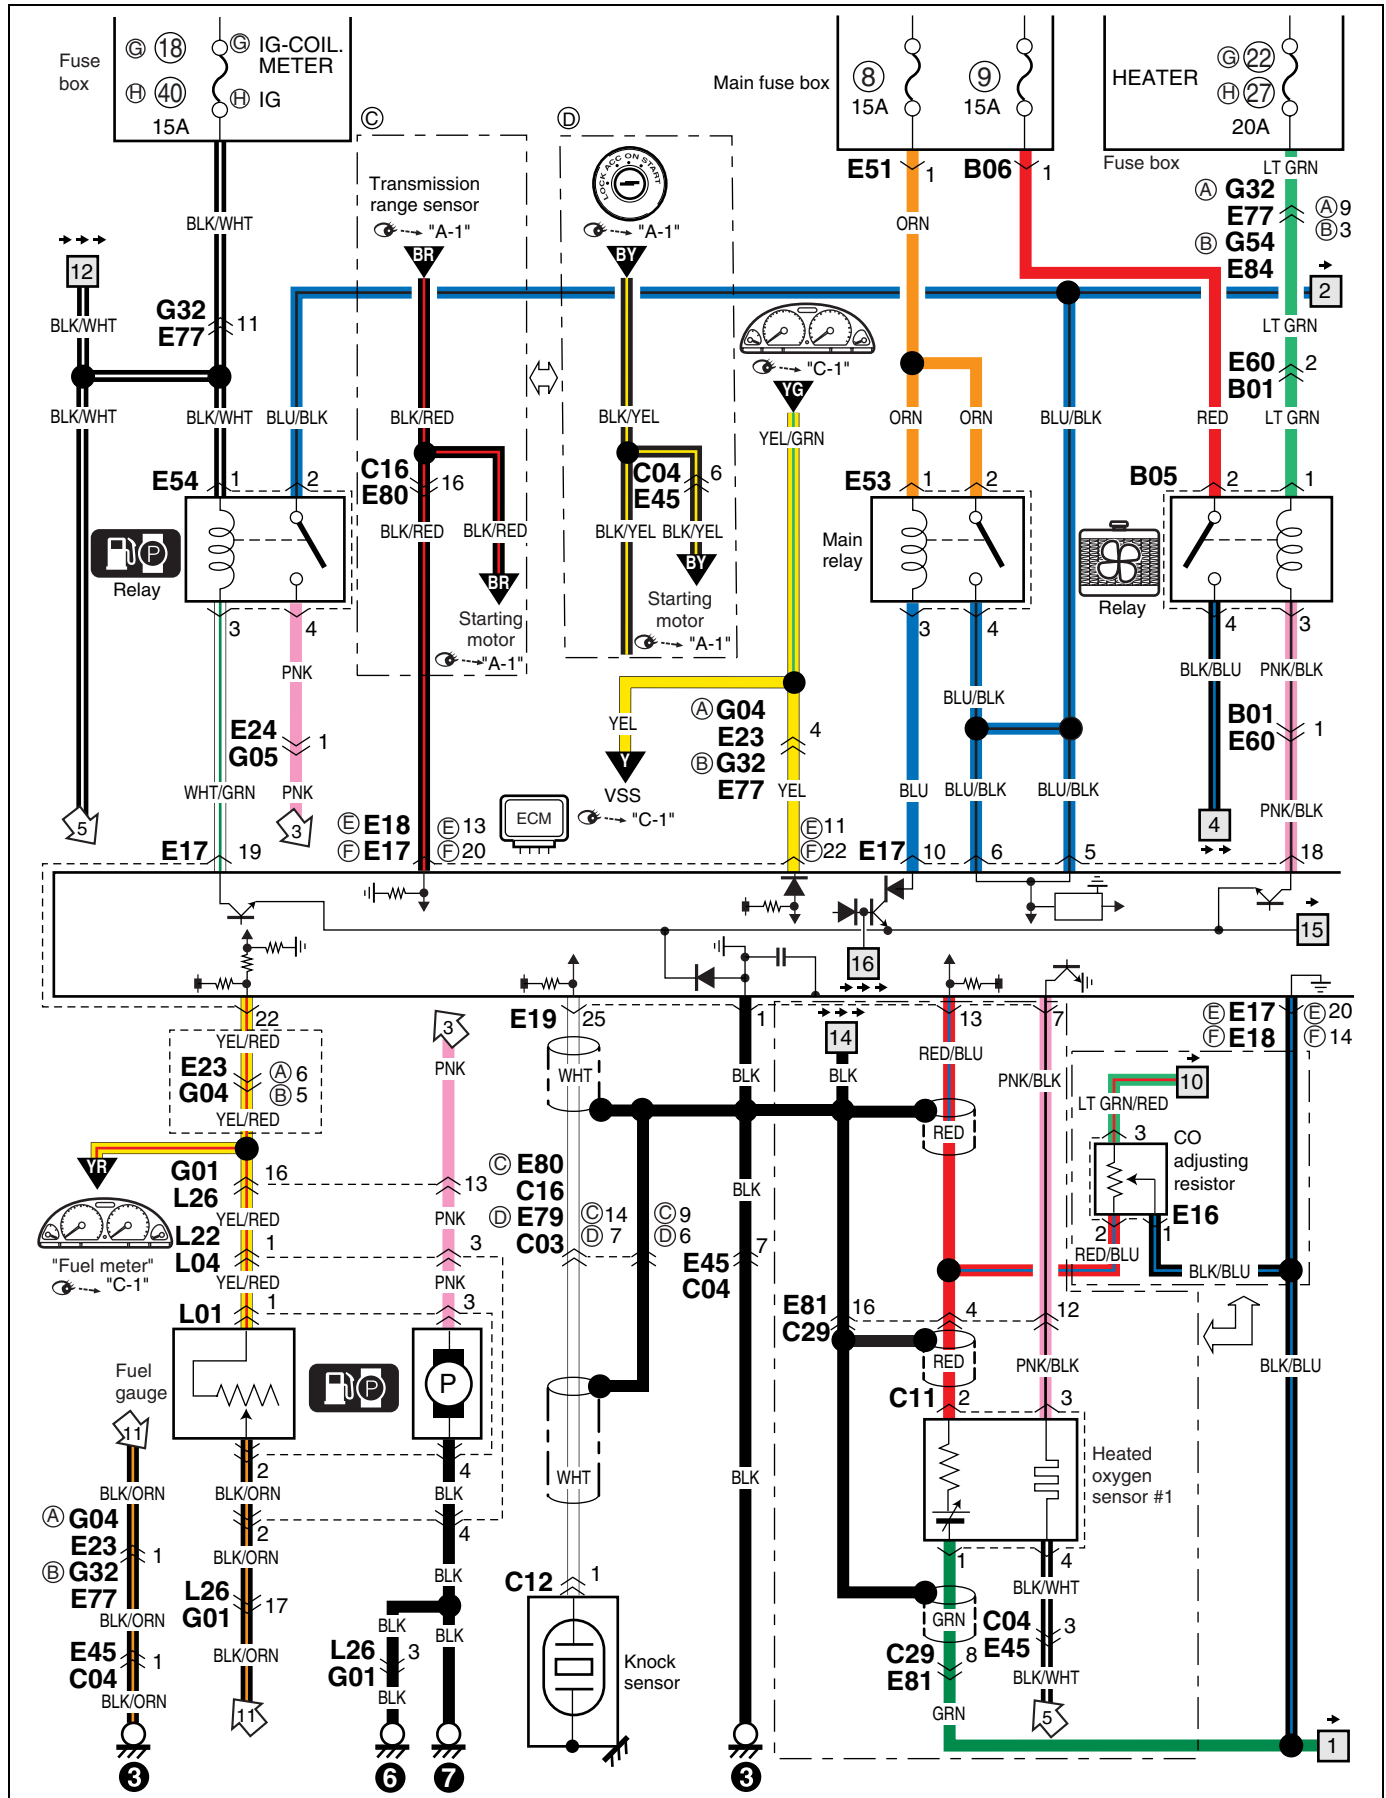 Fuse
box
G 18
H 40
15A
G IG-COIL.
METER
H IG
C
Transmission
range sensor
"A-1"
BR
D
LOCK ACC ON START
"A-1"
BY
Main fuse box
8
15A
9
15A
HEATER
G 22
H 27
20A
Fuse box
E51
1
B06
1
LT GRN
A G32
E77
B G54
E84
A 9
B 3
BLK/WHT
ORN
12
BLK/WHT
G32
E77
11
2
LT GRN
"C-1"
YG
E60
B01
2
BLK/WHT
BLK/WHT
BLU/BLK
BLK/RED
BLK/YEL
YEL/GRN
ORN
ORN
BLU/BLK
RED
LT GRN
E54
1
2
C16
E80
16
C04
E45
6
E53
1
2
B05
2
1
BLK/RED
BLK/RED
BLK/YEL
BLK/YEL
P
Relay
BR
Starting
motor
"A-1"
BY
Starting
motor
"A-1"
Main
relay
Relay
3
4
3
4
4
3
PNK
BLK/BLU
PNK/BLK
BLU/BLK
E24
G05
1
YEL
A G04
E23
B G32
E77
4
B01
E60
1
Y
VSS
"C-1"
ECM
WHT/GRN
PNK
YEL
BLU
BLU/BLK
BLU/BLK
PNK/BLK
5
3
4
E17
19
E E18
F E17
E 13
F 20
E 11
F 22
E17
10
6
5
18
15
16
22
YEL/RED
3
E19
25
1
14
13
7
E E17
F E18
E 20
F 14
RED/BLU
E23
G04
A 6
B 5
PNK
WHT
BLK
BLK
PNK/BLK
10
LT GRN/RED
YEL/RED
RED
3
CO
adjusting
resistor
E16
YR
G01
L26
16
13
C E80
C16
D E79
C03
C 14
D 7
C 9
D 6
BLK
2
1
"Fuel meter"
"C-1"
YEL/RED
PNK
L22
L04
1
3
E45
C04
7
RED/BLU
BLK/BLU
YEL/RED
PNK
L01
1
3
E81
C29
16
4
12
Fuel
gauge
P
P
RED
PNK/BLK
BLK/BLU
C11
2
3
11
2
4
WHT
BLK
Heated
oxygen
sensor #1
BLK/ORN
BLK/ORN
BLK
A G04
E23
B G32
E77
1
2
4
BLK/ORN
BLK
1
4
BLK/WHT
C12
1
L26
G01
17
BLK/ORN
BLK
BLK
GRN
C04
E45
3
E45
C04
1
BLK/ORN
L26
G01
3
Knock
sensor
C29
E81
8
BLK/WHT
BLK/ORN
BLK
GRN
11
5
1
3
6
7
3